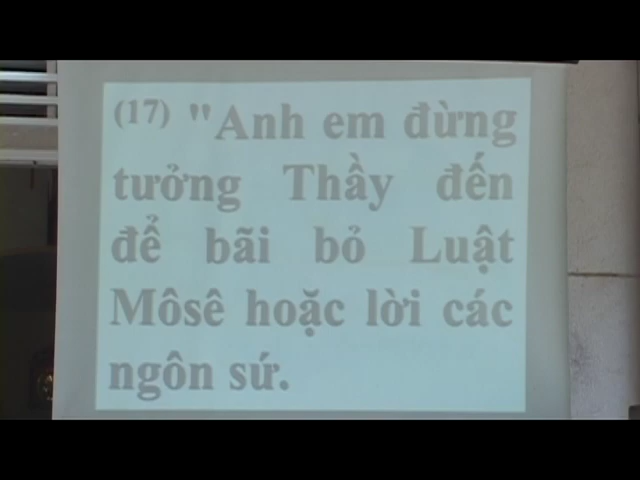 (17) "Anh em đừng
tưởng Thầy đến
để bãi bỏ Luật
Môsê hoặc lời các
ngôn sứ.